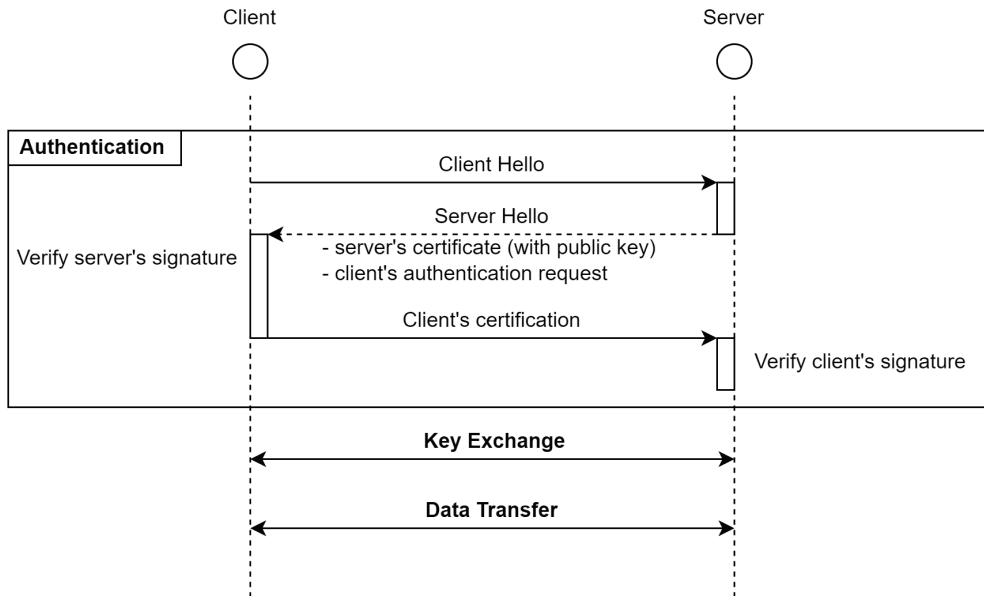 Client
Server
Authentication
Client Hello
Server Hello
- server's certificate (with public key)
Verify server's signature
- client's authentication request
Client's certification
Verify client's signature
Key Exchange
Data Transfer